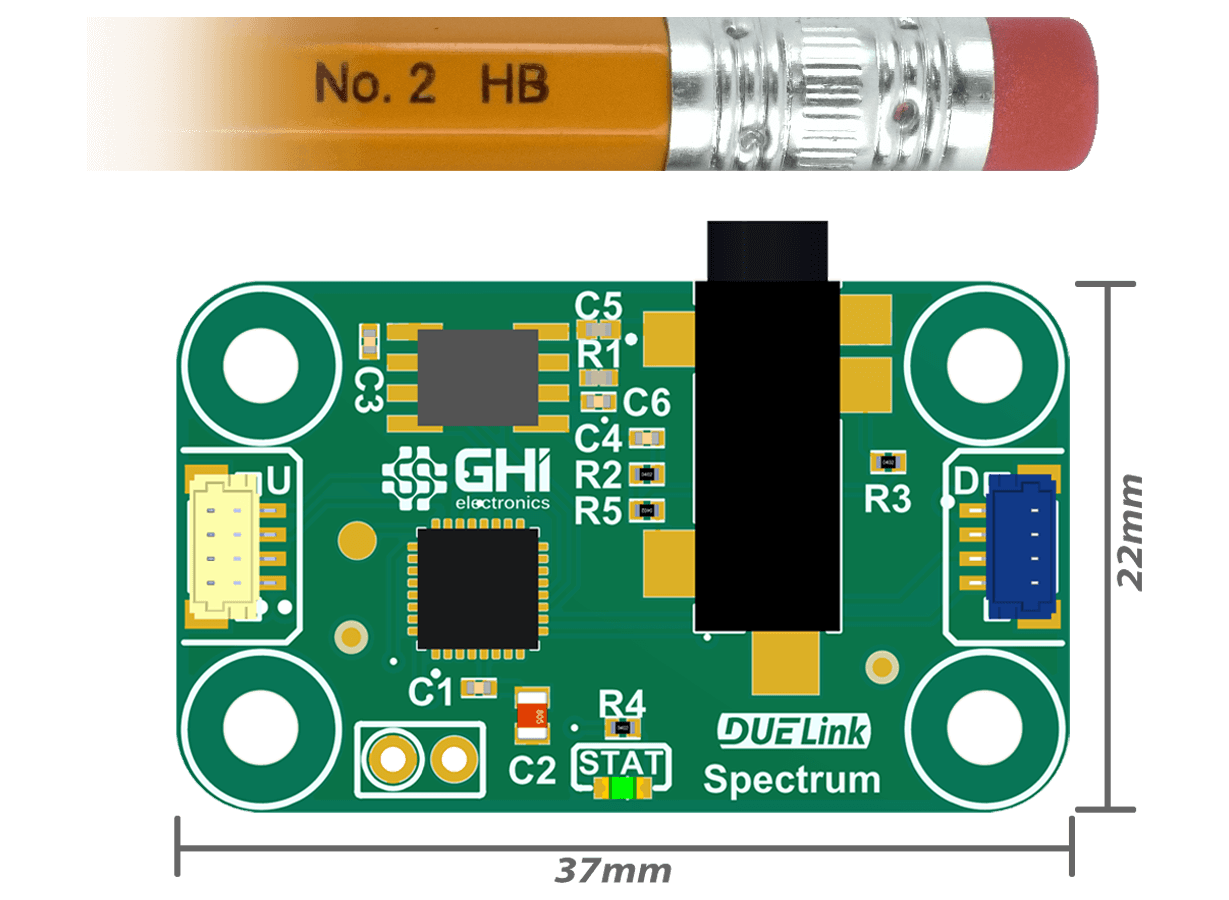 No. 2 HB
C5
R1
C3
C6
C4
R2
R5
GHI
electronics
U
D
R3
22mm
C1
R4
C2
STAT
DUELink
Spectrum
37mm